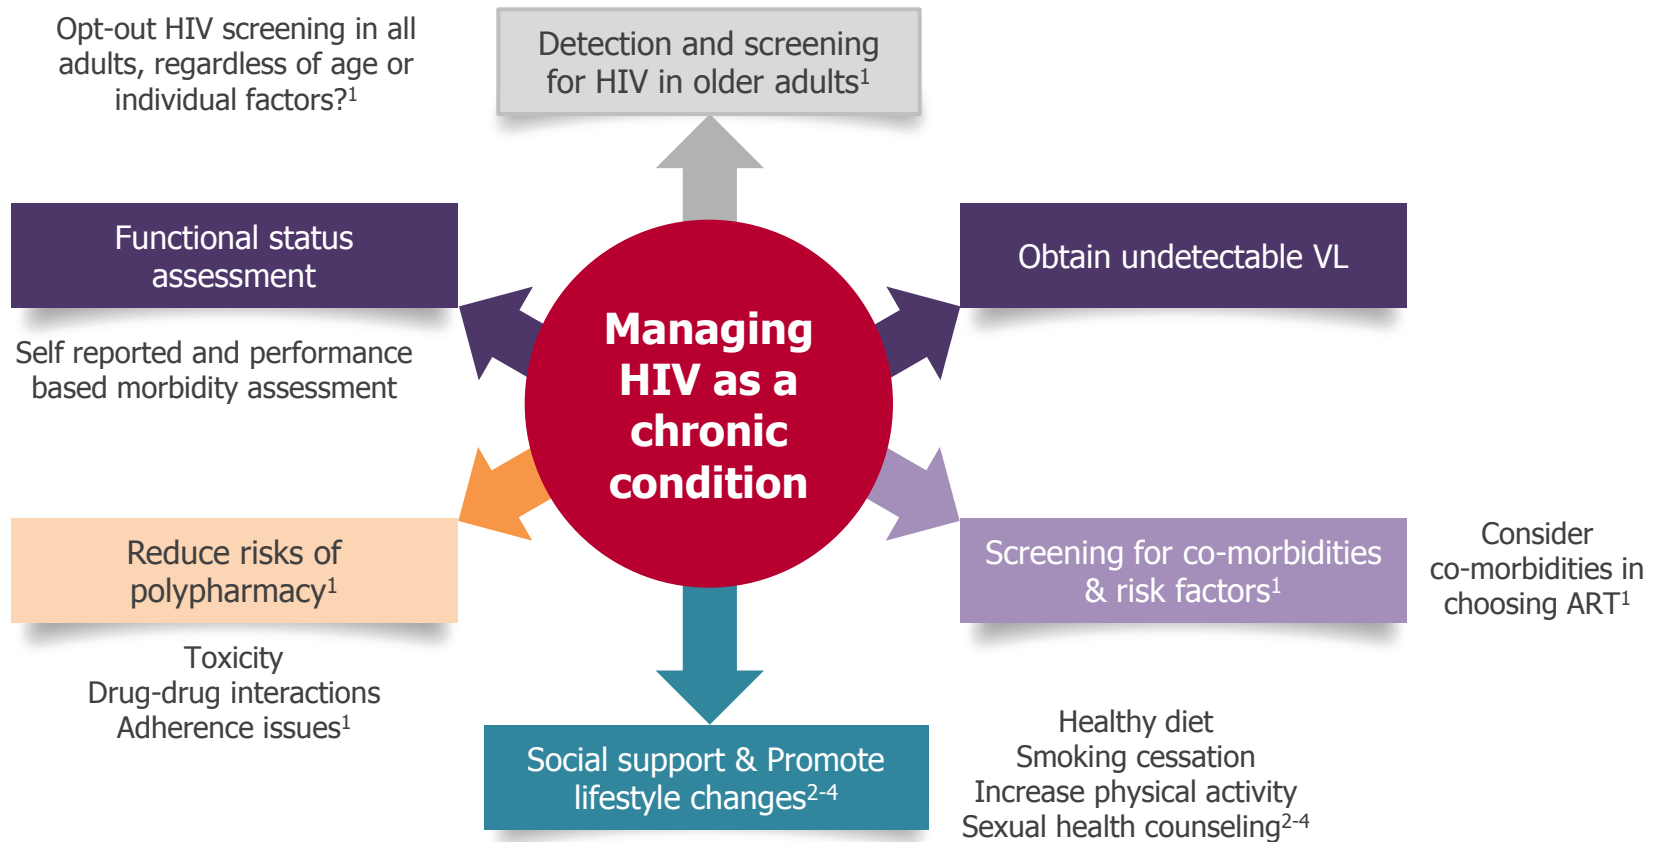 Opt-out HIV screening in all
adults, regardless of age or
individual factors?¹
Detection and screening
for HIV in older adults¹
Functional status
assessment
Self reported and performance
based morbidity assessment
Obtain undetectable VL
Managing
HIV as a
chronic
condition
Reduce risks of
polypharmacy¹
Toxicity
Drug-drug interactions
Adherence issues¹
Screening for co-morbidities
& risk factors¹
Consider
co-morbidities in
choosing ART¹
Social support & Promote
lifestyle changes²⁻⁴
Healthy diet
Smoking cessation
Increase physical activity
Sexual health counseling²⁻⁴